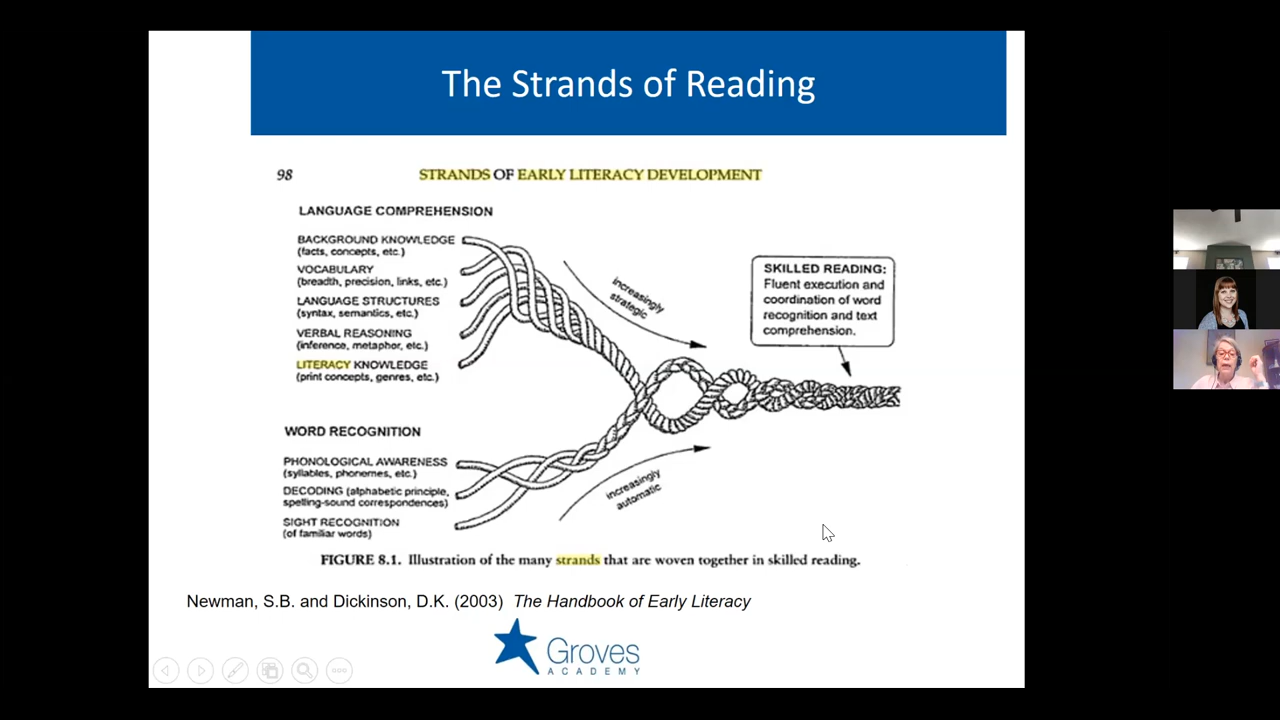 The Strands of Reading
98
STRANDS OF EARLY LITERACY DEVELOPMENT
LANGUAGE COMPREHENSION
BACKGROUND KNOWLEDGE
(facts, concepts, etc.)
VOCABULARY
(breadth, precision, links, etc.)
LANGUAGE STRUCTURES
(syntax, semantics, etc.)
VERBAL REASONING
(inference, metaphor, etc.)
LITERACY KNOWLEDGE
(print concepts, genres, etc.)
increasingly
strategic
SKILLED READING:
Fluent execution and
coordination of word
recognition and text
comprehension.
WORD RECOGNITION
PHONOLOGICAL AWARENESS
(syllables, phonemes, etc.)
DECODING (alphabetic principle,
spelling-sound correspondences)
SIGHT RECOGNITION
(of familiar words)
increasingly
automatic
FIGURE 8.1. Illustration of the many strands that are woven together in skilled reading.
Newman, S.B. and Dickinson, D.K. (2003) The Handbook of Early Literacy
Groves
ACADEMY